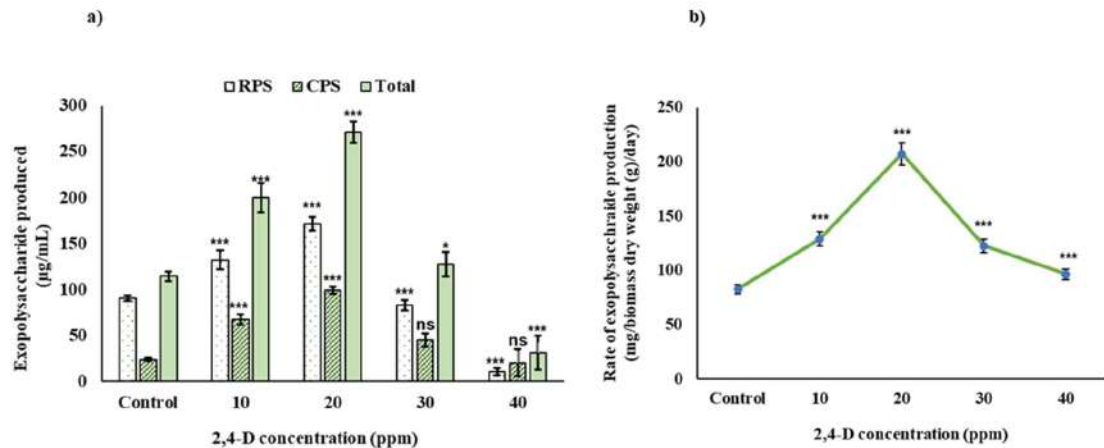 a)
RPS CPS Total
Exopolysaccharide produced
(µg/mL)
300
250
200
150
100
50
0
*** *** *** *** *** *** *** ns * *** ns ***
Control 10 20 30 40
2,4-D concentration (ppm)
b)
Rate of exopolysacchraide production
(mg/biomass dry weight (g)/day)
250
200
150
100
50
0
*** *** *** ***
Control 10 20 30 40
2,4-D concentration (ppm)